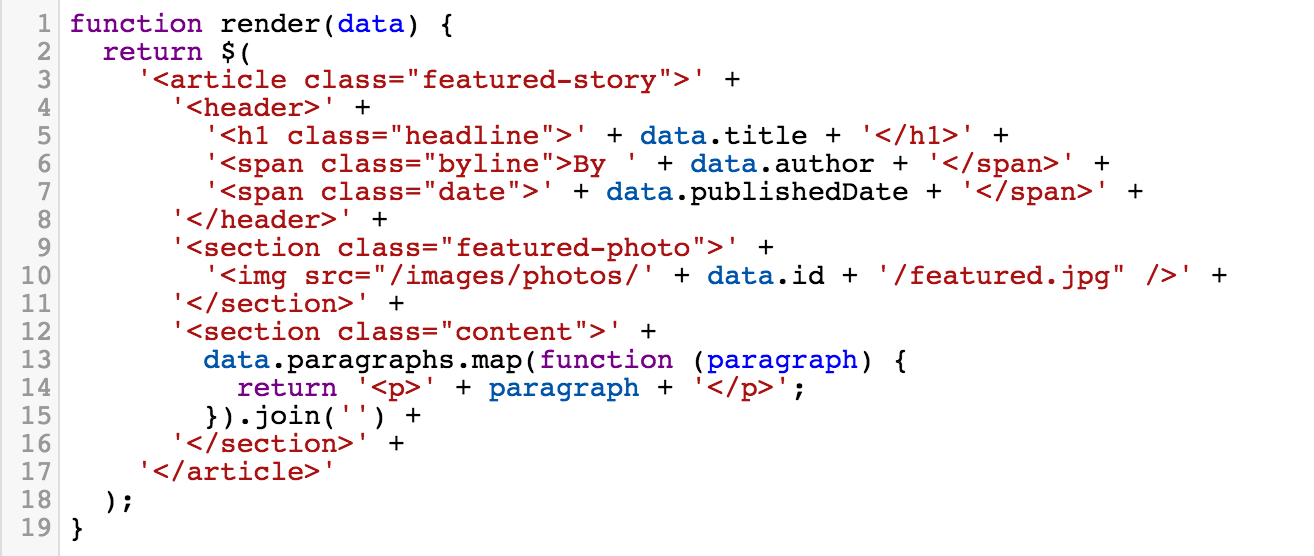 1 function render(data) {
2   return $(
3     '<article class="featured-story">' +
4       '<header>' +
5         '<h1 class="headline">' + data.title + '</h1>' +
6         '<span class="byline">By ' + data.author + '</span>' +
7         '<span class="date">' + data.publishedDate + '</span>' +
8       '</header>' +
9       '<section class="featured-photo">' +
10         '<img src="/images/photos/' + data.id + '/featured.jpg" />' +
11       '</section>' +
12       '<section class="content">' +
13         data.paragraphs.map(function (paragraph) {
14           return '<p>' + paragraph + '</p>';
15         }).join('') +
16       '</section>' +
17     '</article>'
18   );
19 }